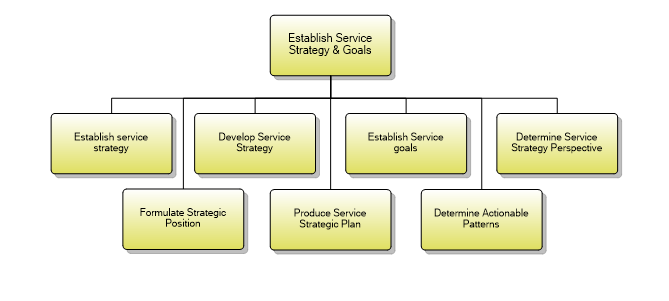 Establish Service
Strategy & Goals
Establish service
strategy
Develop Service
Strategy
Establish Service
goals
Determine Service
Strategy Perspective
Formulate Strategic
Position
Produce Service
Strategic Plan
Determine Actionable
Patterns